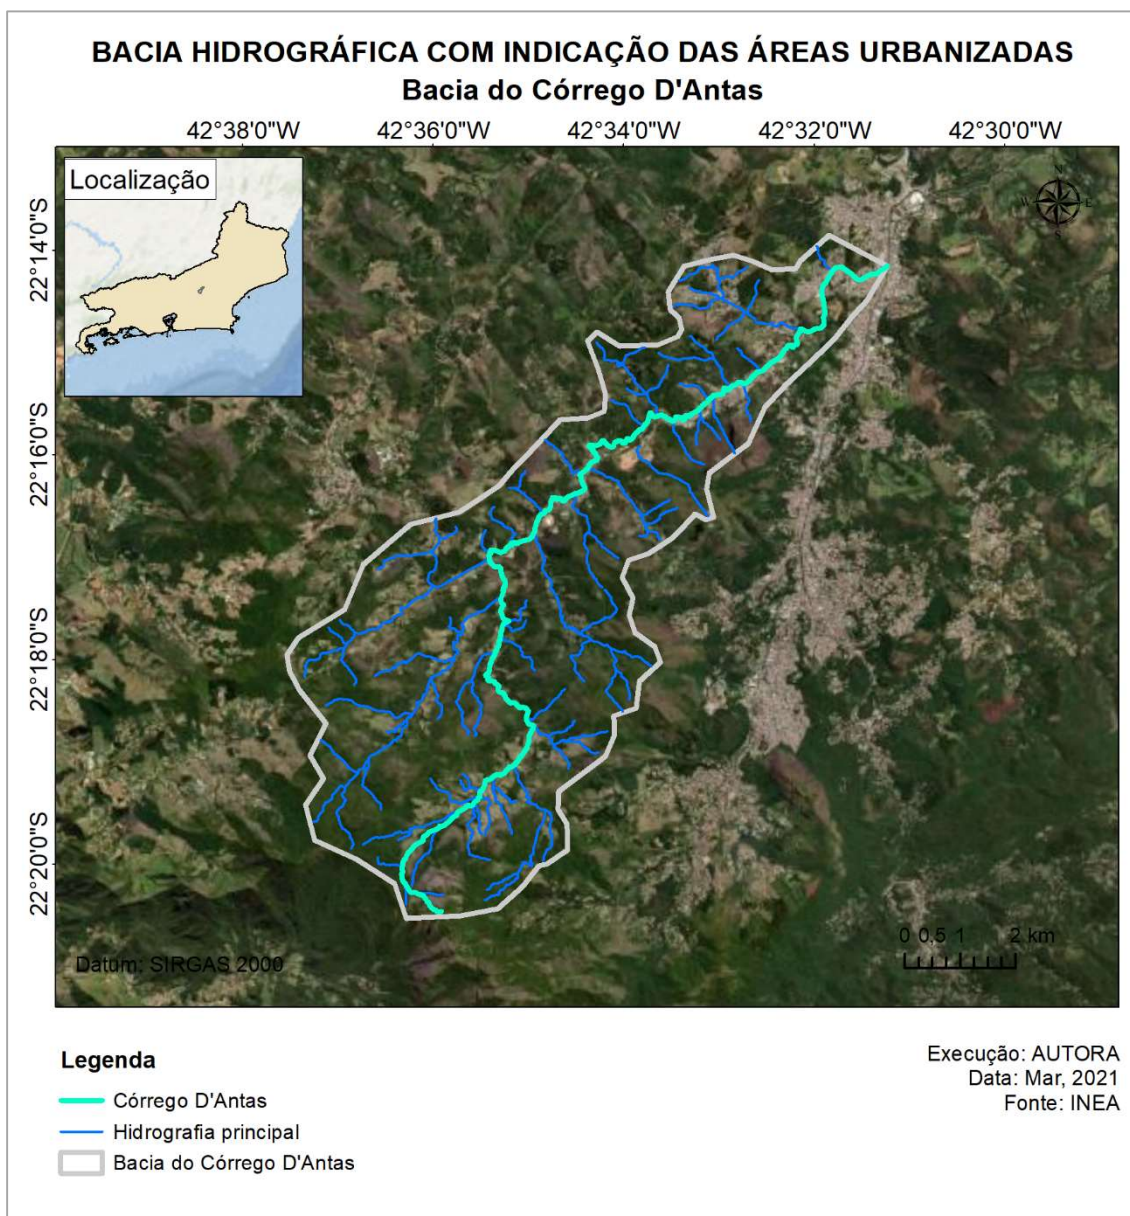 BACIA HIDROGRÁFICA COM INDICAÇÃO DAS ÁREAS URBANIZADAS
Bacia do Córrego D'Antas
42°38'0"W 42°36'0"W 42°34'0"W 42°32'0"W 42°30'0"W
Localização
N
W E
S
22°14'0"S
22°16'0"S
22°18'0"S
22°20'0"S
0 0,5 1 2 km
Datum: SIRGAS 2000
Legenda
Córrego D'Antas
Hidrografia principal
Bacia do Córrego D'Antas
Execução: AUTORA
Data: Mar, 2021
Fonte: INEA